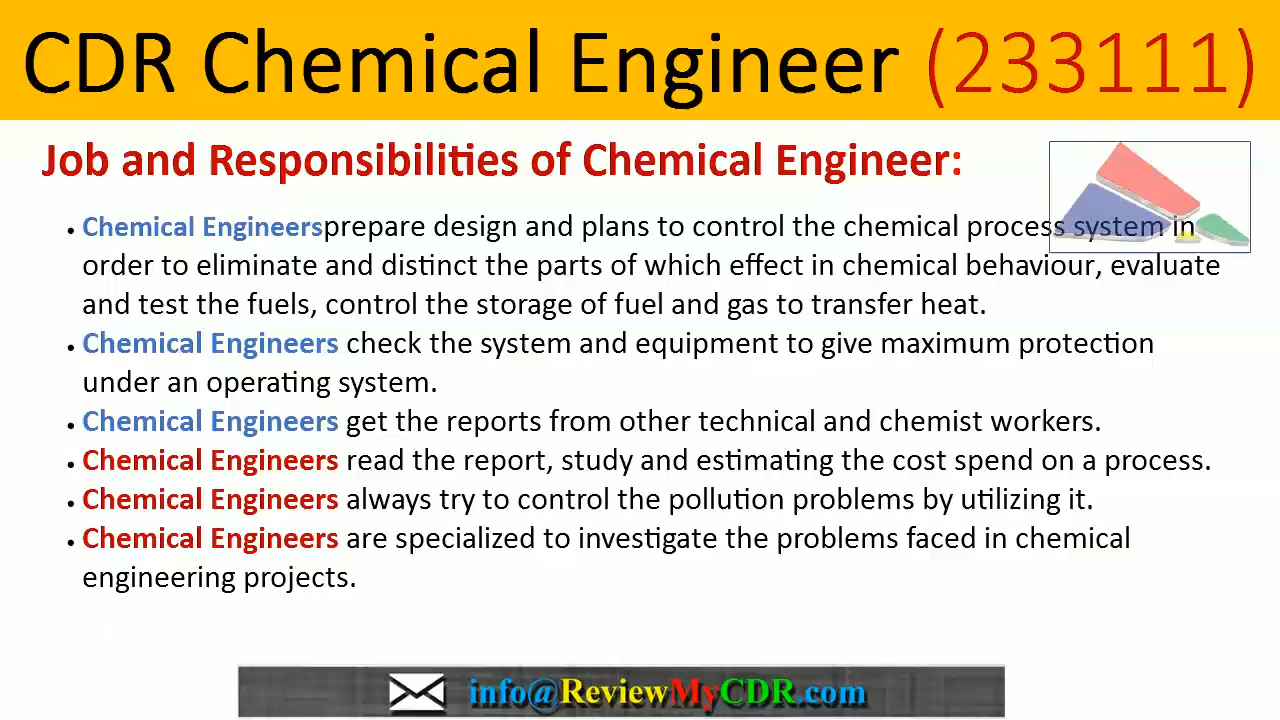 CDR Chemical Engineer (233111)
Job and Responsibilities of Chemical Engineer:
• Chemical Engineersprepare design and plans to control the chemical process system in
order to eliminate and distinct the parts of which effect in chemical behaviour, evaluate
and test the fuels, control the storage of fuel and gas to transfer heat.
• Chemical Engineers check the system and equipment to give maximum protection
under an operating system.
• Chemical Engineers get the reports from other technical and chemist workers.
• Chemical Engineers read the report, study and estimating the cost spend on a process.
• Chemical Engineers always try to control the pollution problems by utilizing it.
• Chemical Engineers are specialized to investigate the problems faced in chemical
engineering projects.
info@ReviewMyCDR.com